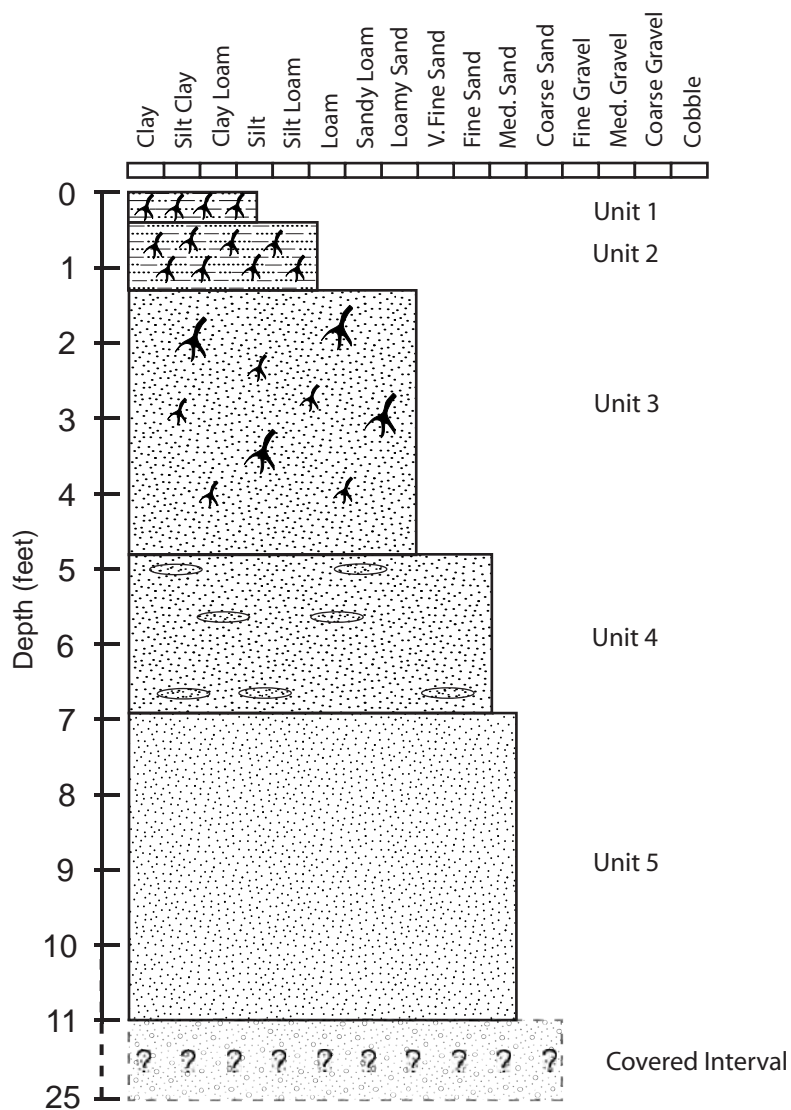 Clay
Silt Clay
Clay Loam
Silt
Silt Loam
Loam
Sandy Loam
Loamy Sand
V. Fine Sand
Fine Sand
Med. Sand
Coarse Sand
Fine Gravel
Med. Gravel
Coarse Gravel
Cobble
Depth (feet)
0
1
2
3
4
5
6
7
8
9
10
11
25
Unit 1
Unit 2
Unit 3
Unit 4
Unit 5
? ? ? ? ? ? ? ? ? ?
Covered Interval